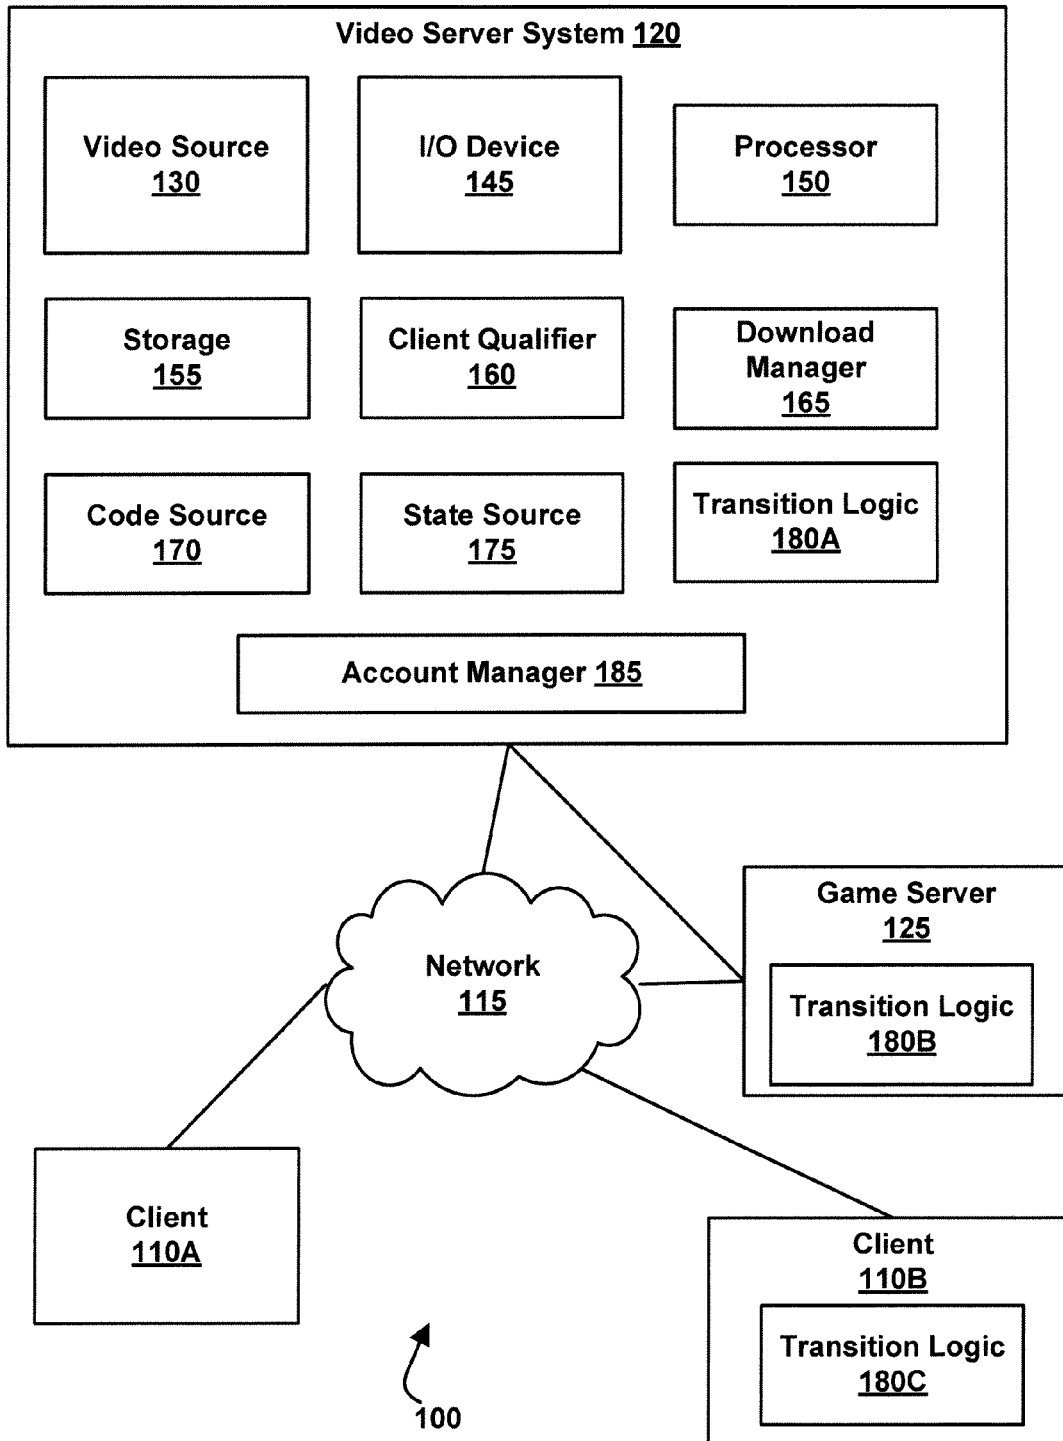 Video Server System 120
Video Source
130
I/O Device
145
Processor
150
Storage
155
Client Qualifier
160
Download
Manager
165
Code Source
170
State Source
175
Transition Logic
180A
Account Manager 185
Game Server
125
Network
115
Transition Logic
180B
Client
110A
Client
110B
Transition Logic
180C
100